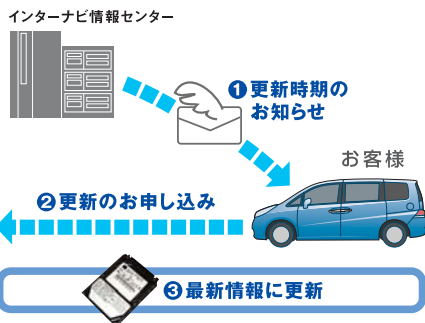 インターナビ情報センター
❶更新時期の
お知らせ
お客様
❷更新のお申し込み
❸最新情報に更新